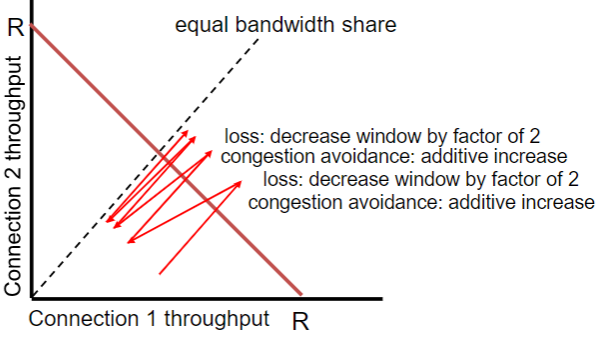 equal bandwidth share
R
Connection 2 throughput
loss: decrease window by factor of 2
congestion avoidance: additive increase
loss: decrease window by factor of 2
congestion avoidance: additive increase
Connection 1 throughput
R